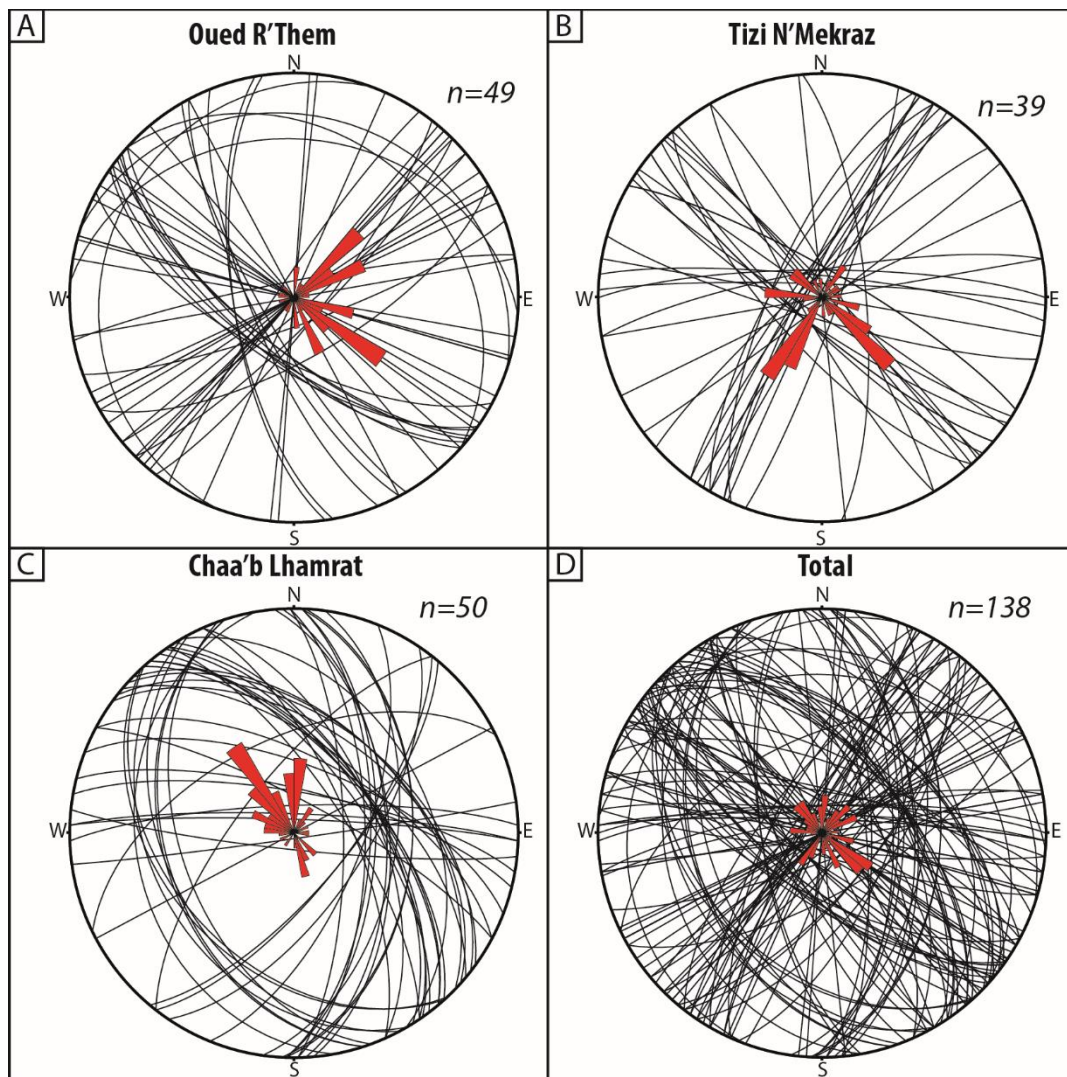 A
Oued R'Them
N
n=49
W
E
S
B
Tizi N'Mekraz
N
n=39
W
E
S
C
Chaa'b Lhamrat
N
n=50
W
E
S
D
Total
N
n=138
W
E
S